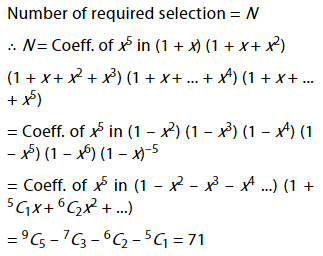 Number of required selection = N
∴ N = Coeff. of x⁵ in (1 + x) (1 + x + x²)
(1 + x + x² + x³) (1 + x + ... + x⁴) (1 + x + ...
+ x⁵)
= Coeff. of x⁵ in (1 – x²) (1 – x³) (1 – x⁴) (1
– x⁵) (1 – x⁶) (1 – x)⁻⁵
= Coeff. of x⁵ in (1 – x² – x³ – x⁴ ...) (1 +
⁵C₁x + ⁶C₂x² + ...)
= ⁹C₅ – ⁷C₃ – ⁶C₂ – ⁵C₁ = 71